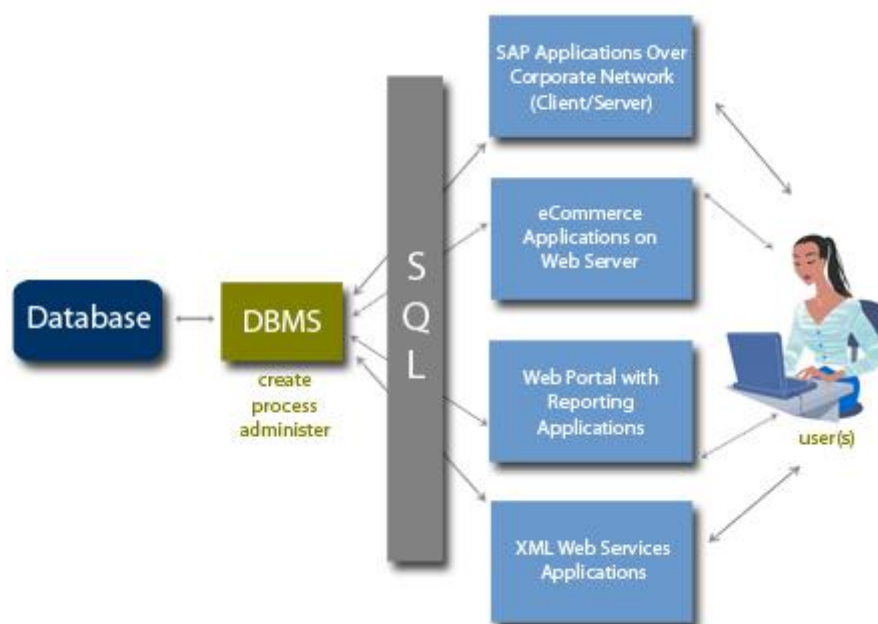 Database
DBMS
create
process
administer
S
Q
L
SAP Applications Over
Corporate Network
(Client/Server)
eCommerce
Applications on
Web Server
Web Portal with
Reporting
Applications
XML Web Services
Applications
user(s)